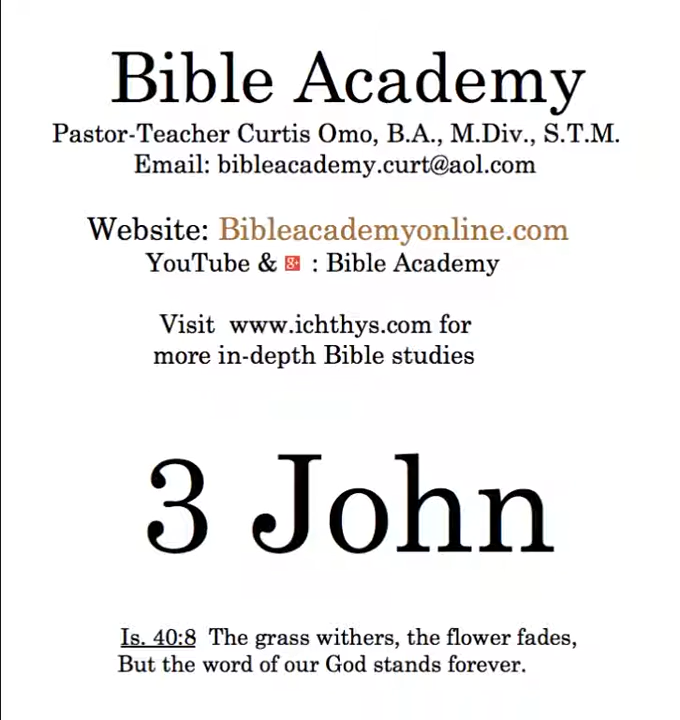 Bible Academy
Pastor-Teacher Curtis Omo, B.A., M.Div., S.T.M.
Email: bibleacademy.curt@aol.com
Website: Bibleacademyonline.com
YouTube & g+ : Bible Academy
Visit www.ichthys.com for
more in-depth Bible studies
3 John
Is. 40:8 The grass withers, the flower fades,
But the word of our God stands forever.